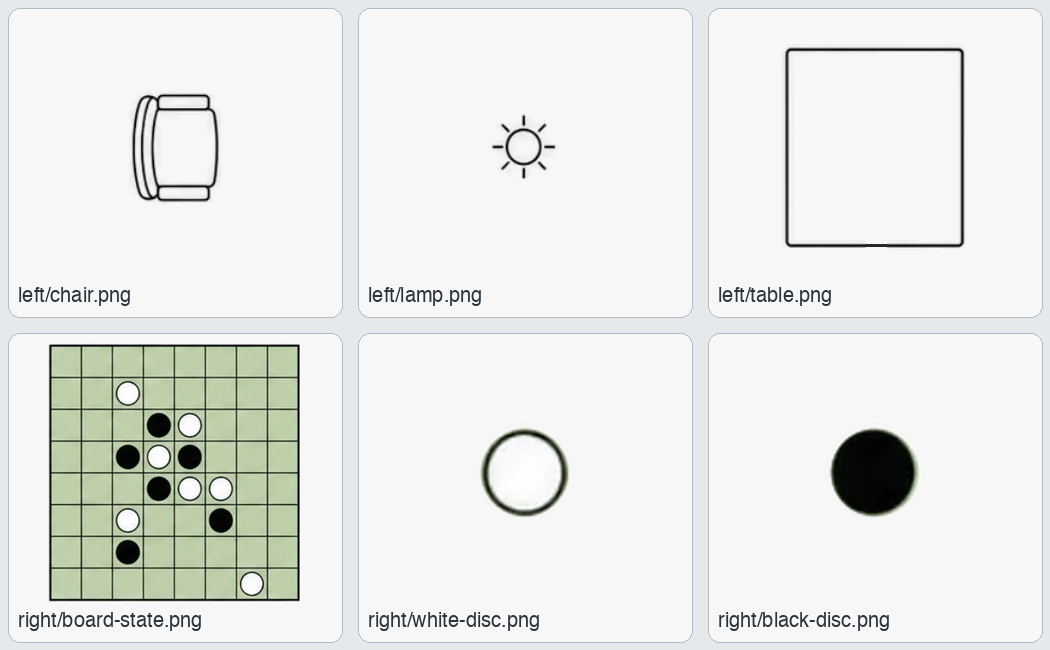 left/chair.png
left/lamp.png
left/table.png
right/board-state.png
right/white-disc.png
right/black-disc.png